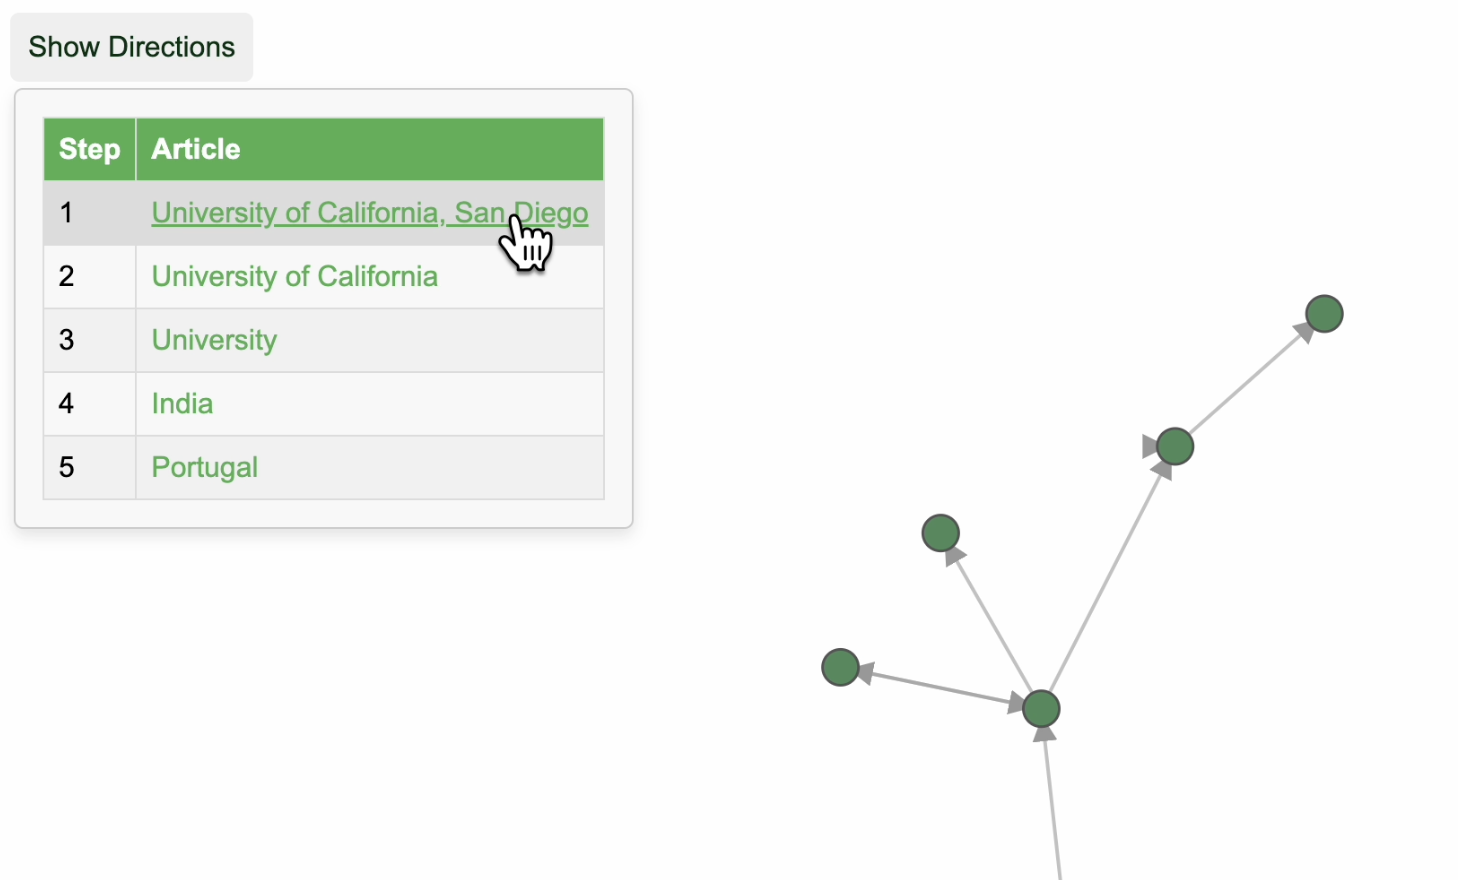 Show Directions
Step Article
1 University of California, San Diego
2 University of California
3 University
4 India
5 Portugal